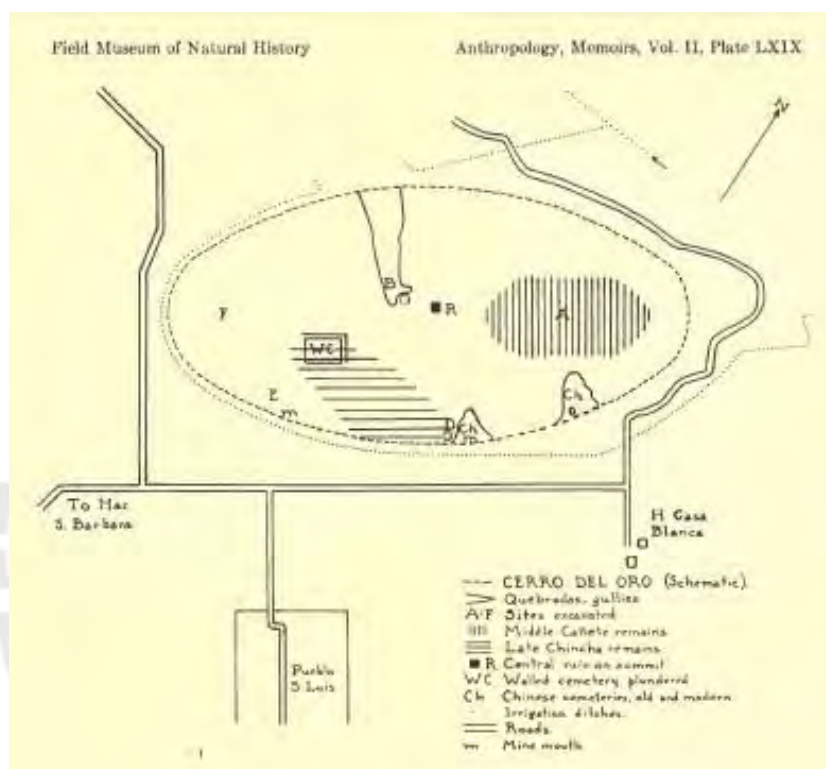 Field Museum of Natural History
Anthropology, Memoirs, Vol. II, Plate LXIX
N
F
B
R
A
WC
E
m
D
Ch
Ch
To Hac.
S. Barbara
H. Casa
Blanca
Pueblo
S. Luis
CERRO DEL ORO (Schematic)
Quebradas, gullies
A-F Sites excavated
Middle Cañete remains
Late Chincha remains
R Central ruin on summit
WC Walled cemetery, plundered
Ch Chinese cemeteries, old and modern
Irrigation ditches
Roads
m Mine mouth